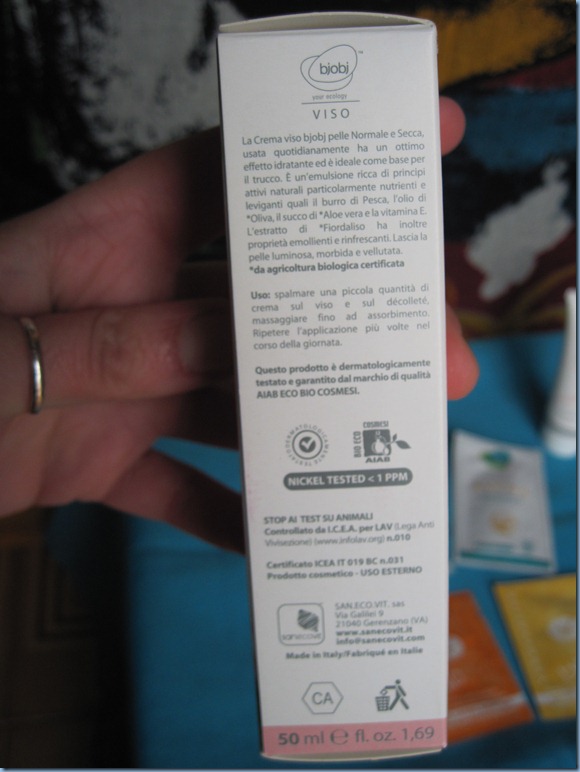 bjobj™
your ecology
VISO
La Crema viso bjobj pelle Normale e Secca,
usata quotidianamente ha un ottimo
effetto idratante ed è ideale come base per
il trucco. È un'emulsione ricca di principi
attivi naturali particolarmente nutrienti e
leviganti quali il burro di Pesca, l'olio di
*Oliva, il succo di *Aloe vera e la vitamina E.
L'estratto di *Fiordaliso ha inoltre
proprietà emollienti e rinfrescanti. Lascia la
pelle luminosa, morbida e vellutata.
*da agricoltura biologica certificata
Uso: spalmare una piccola quantità di
crema sul viso e sul décolleté,
massaggiare fino ad assorbimento.
Ripetere l'applicazione più volte nel
corso della giornata.
Questo prodotto è dermatologicamente
testato e garantito dal marchio di qualità
AIAB ECO BIO COSMESI.
DERMATOLOGICAMENTE TESTATO
BIO ECO COSMESI
AIAB
NICKEL TESTED < 1 PPM
STOP AI TEST SU ANIMALI
Controllato da I.C.E.A. per LAV (Lega Anti
Vivisezione) (www.infolav.org) n.010
Certificato ICEA IT 019 BC n.031
Prodotto cosmetico - USO ESTERNO
sanecovit
SAN.ECO.VIT. sas
Via Galilei 9
21040 Gerenzano (VA)
www.sanecovit.it
info@sanecovit.com
Made in Italy/Fabriqué en Italie
CA
50 ml ℮ fl. oz. 1,69